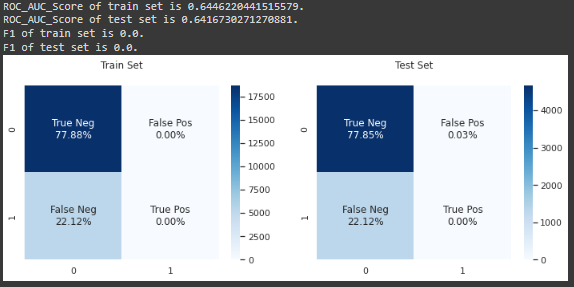 ROC_AUC_Score of train set is 0.6446220441515579.
ROC_AUC_Score of test set is 0.6416730271270881.
F1 of train set is 0.0.
F1 of test set is 0.0.
Train Set
0
1
True Neg
77.88%
False Pos
0.00%
False Neg
22.12%
True Pos
0.00%
0
1
17500
15000
12500
10000
7500
5000
2500
0
Test Set
0
1
True Neg
77.85%
False Pos
0.03%
False Neg
22.12%
True Pos
0.00%
0
1
4000
3000
2000
1000
0